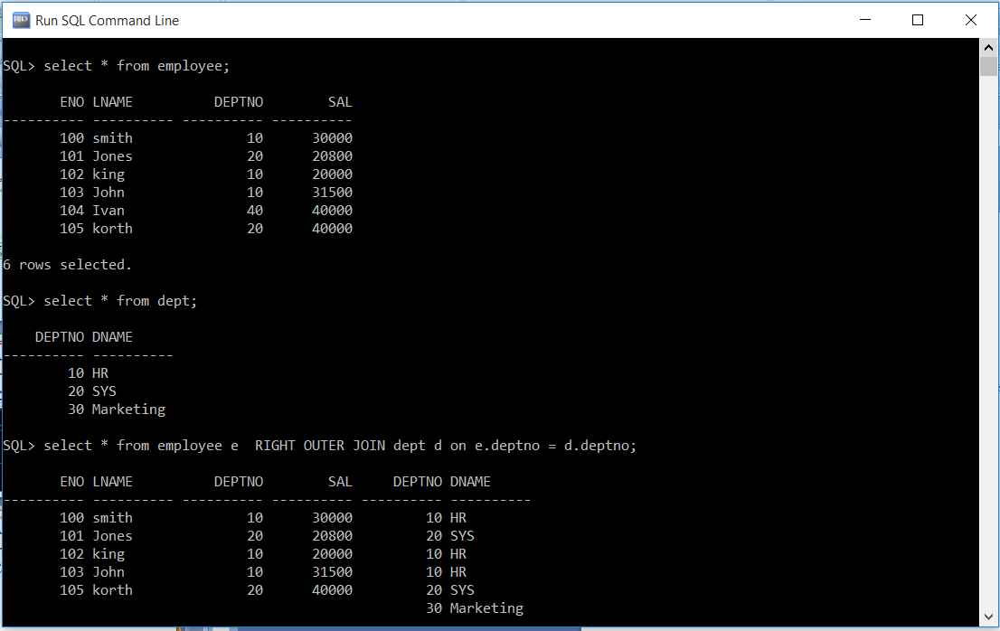 Run SQL Command Line
SQL> select * from employee;
       ENO LNAME          DEPTNO        SAL
---------- ---------- ---------- ----------
       100 smith              10      30000
       101 Jones              20      20800
       102 king               10      20000
       103 John               10      31500
       104 Ivan               40      40000
       105 korth              20      40000
6 rows selected.
SQL> select * from dept;
    DEPTNO DNAME
---------- ----------
        10 HR
        20 SYS
        30 Marketing
SQL> select * from employee e  RIGHT OUTER JOIN dept d on e.deptno = d.deptno;
       ENO LNAME          DEPTNO        SAL     DEPTNO DNAME
---------- ---------- ---------- ---------- ---------- ----------
       100 smith              10      30000         10 HR
       101 Jones              20      20800         20 SYS
       102 king               10      20000         10 HR
       103 John               10      31500         10 HR
       105 korth              20      40000         20 SYS
                                                    30 Marketing